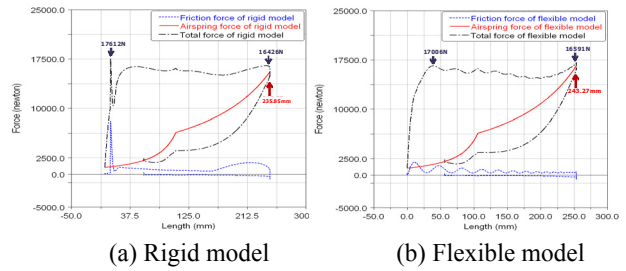 (a)
Friction force of rigid model
Airspring force of rigid model
Total force of rigid model
25000.0
17500.0
10000.0
2500.0
0.0
-5000.0
Force (newton)
17612N
16426N
235.85mm
-50.0 37.5 125.0 212.5 300
Length (mm)
(a) Rigid model
(b)
Friction force of flexible model
Airspring force of flexible model
Total force of flexible model
25000.0
17500.0
10000.0
2500.0
0.0
-5000.0
Force (newton)
17006N
16591N
243.27mm
-50.0 0.0 50.0 100.0 150.0 200.0 250.0 300.0
Length (mm)
(b) Flexible model